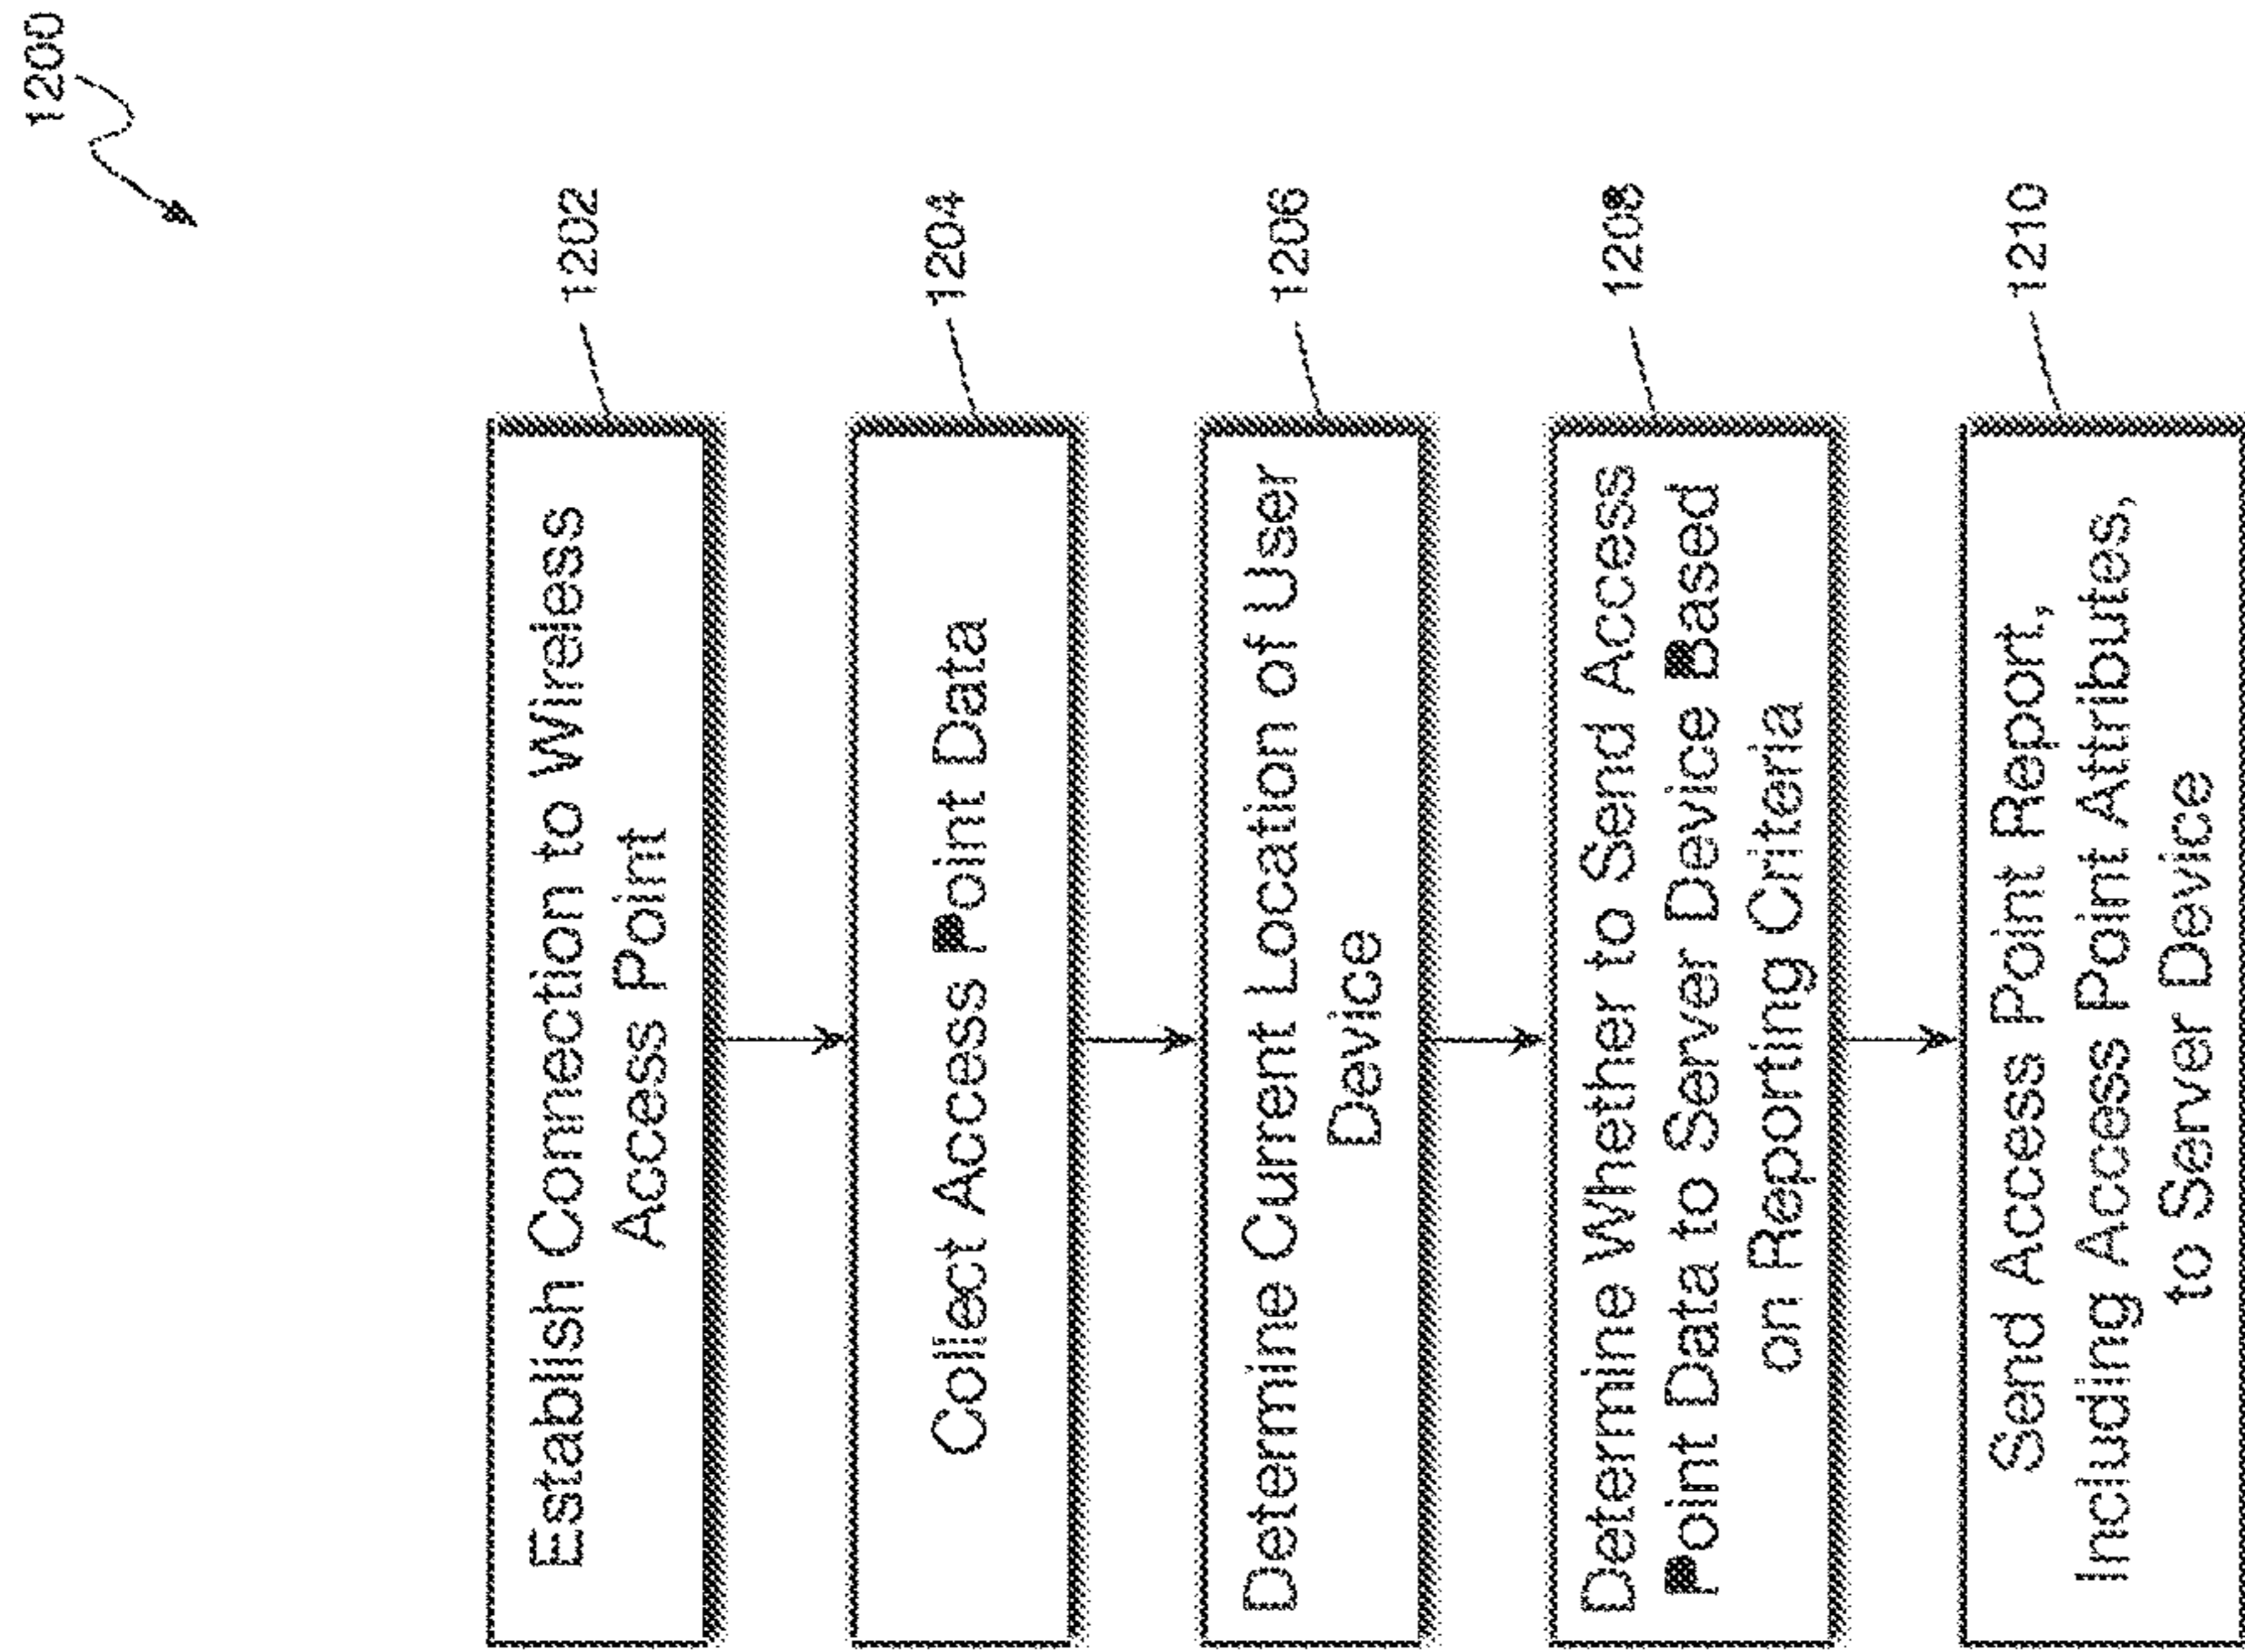 1200
Establish Connection to Wireless
Access Point
1202
Collect Access Point Data
1204
Determine Current Location of User
Device
1206
Determine Whether to Send Access
Point Data to Server Device Based
on Reporting Criteria
1208
Send Access Point Report,
Including Access Point Attributes,
to Server Device
1210